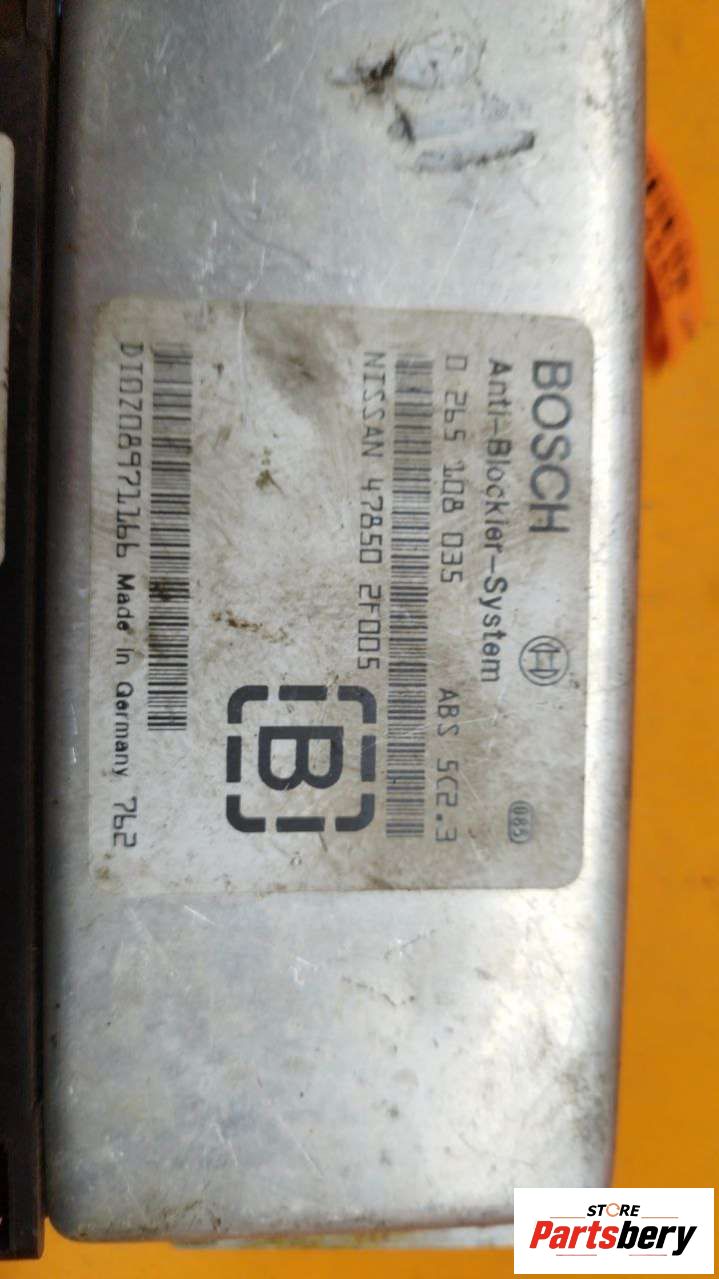 BOSCH
Anti-Blockier-System
0 265 108 035 ABS 5C2.3
085
NISSAN 47850 2F005
B
Made in Germany 762
STORE
Partsbery